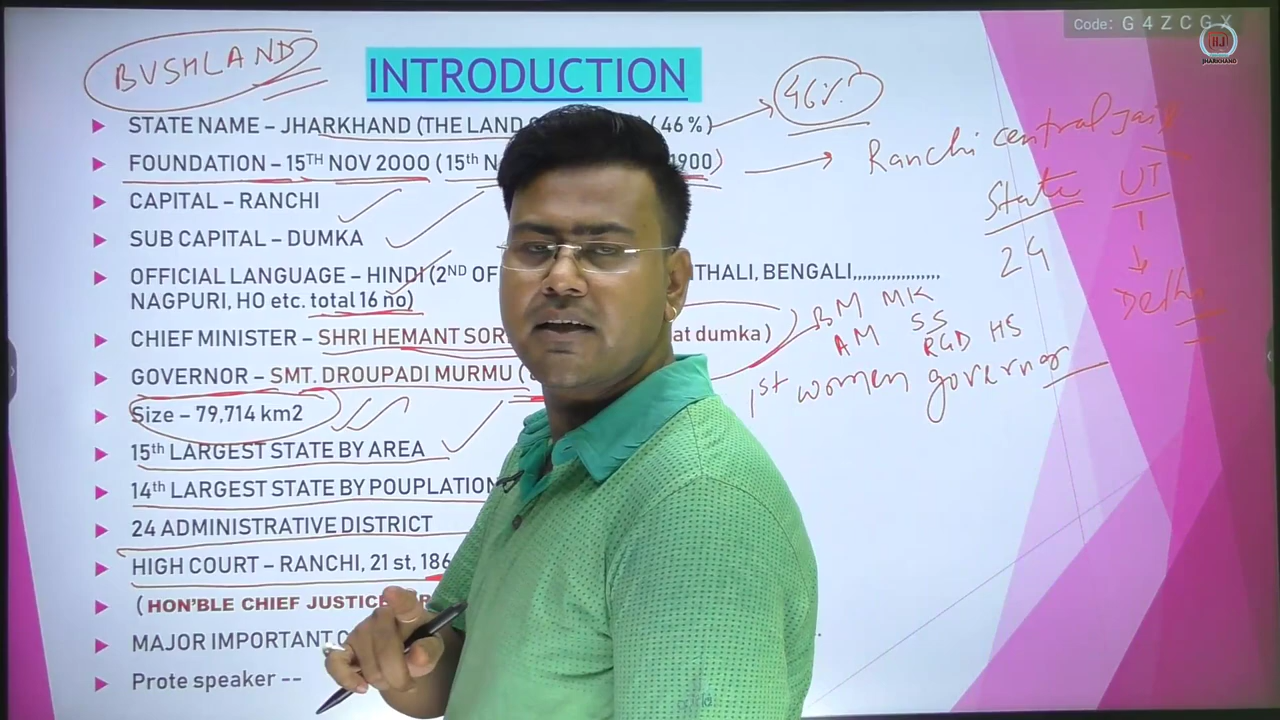 Code: G4ZCGX
JHARKHAND
BUSHLAND
INTRODUCTION
STATE NAME – JHARKHAND (THE LAND ( 46 %) 46%
FOUNDATION – 15TH NOV 2000 (15th N 1900) Ranchi central Jail
CAPITAL – RANCHI State UT
SUB CAPITAL – DUMKA 24 Delhi
OFFICIAL LANGUAGE – HINDI (2ND OF THALI, BENGALI,,,,,,,,,,,,,,,,,,
NAGPURI, HO etc. total 16 no)
CHIEF MINISTER – SHRI HEMANT SOR at dumka ) BM MK
AM SS RGD HS
GOVERNOR – SMT. DROUPADI MURMU ( 1st women governor
Size – 79,714 km2
15th LARGEST STATE BY AREA
14th LARGEST STATE BY POUPLATION
24 ADMINISTRATIVE DISTRICT
HIGH COURT – RANCHI, 21 st, 186
(HON'BLE CHIEF JUSTICE
MAJOR IMPORTANT
Prote speaker --